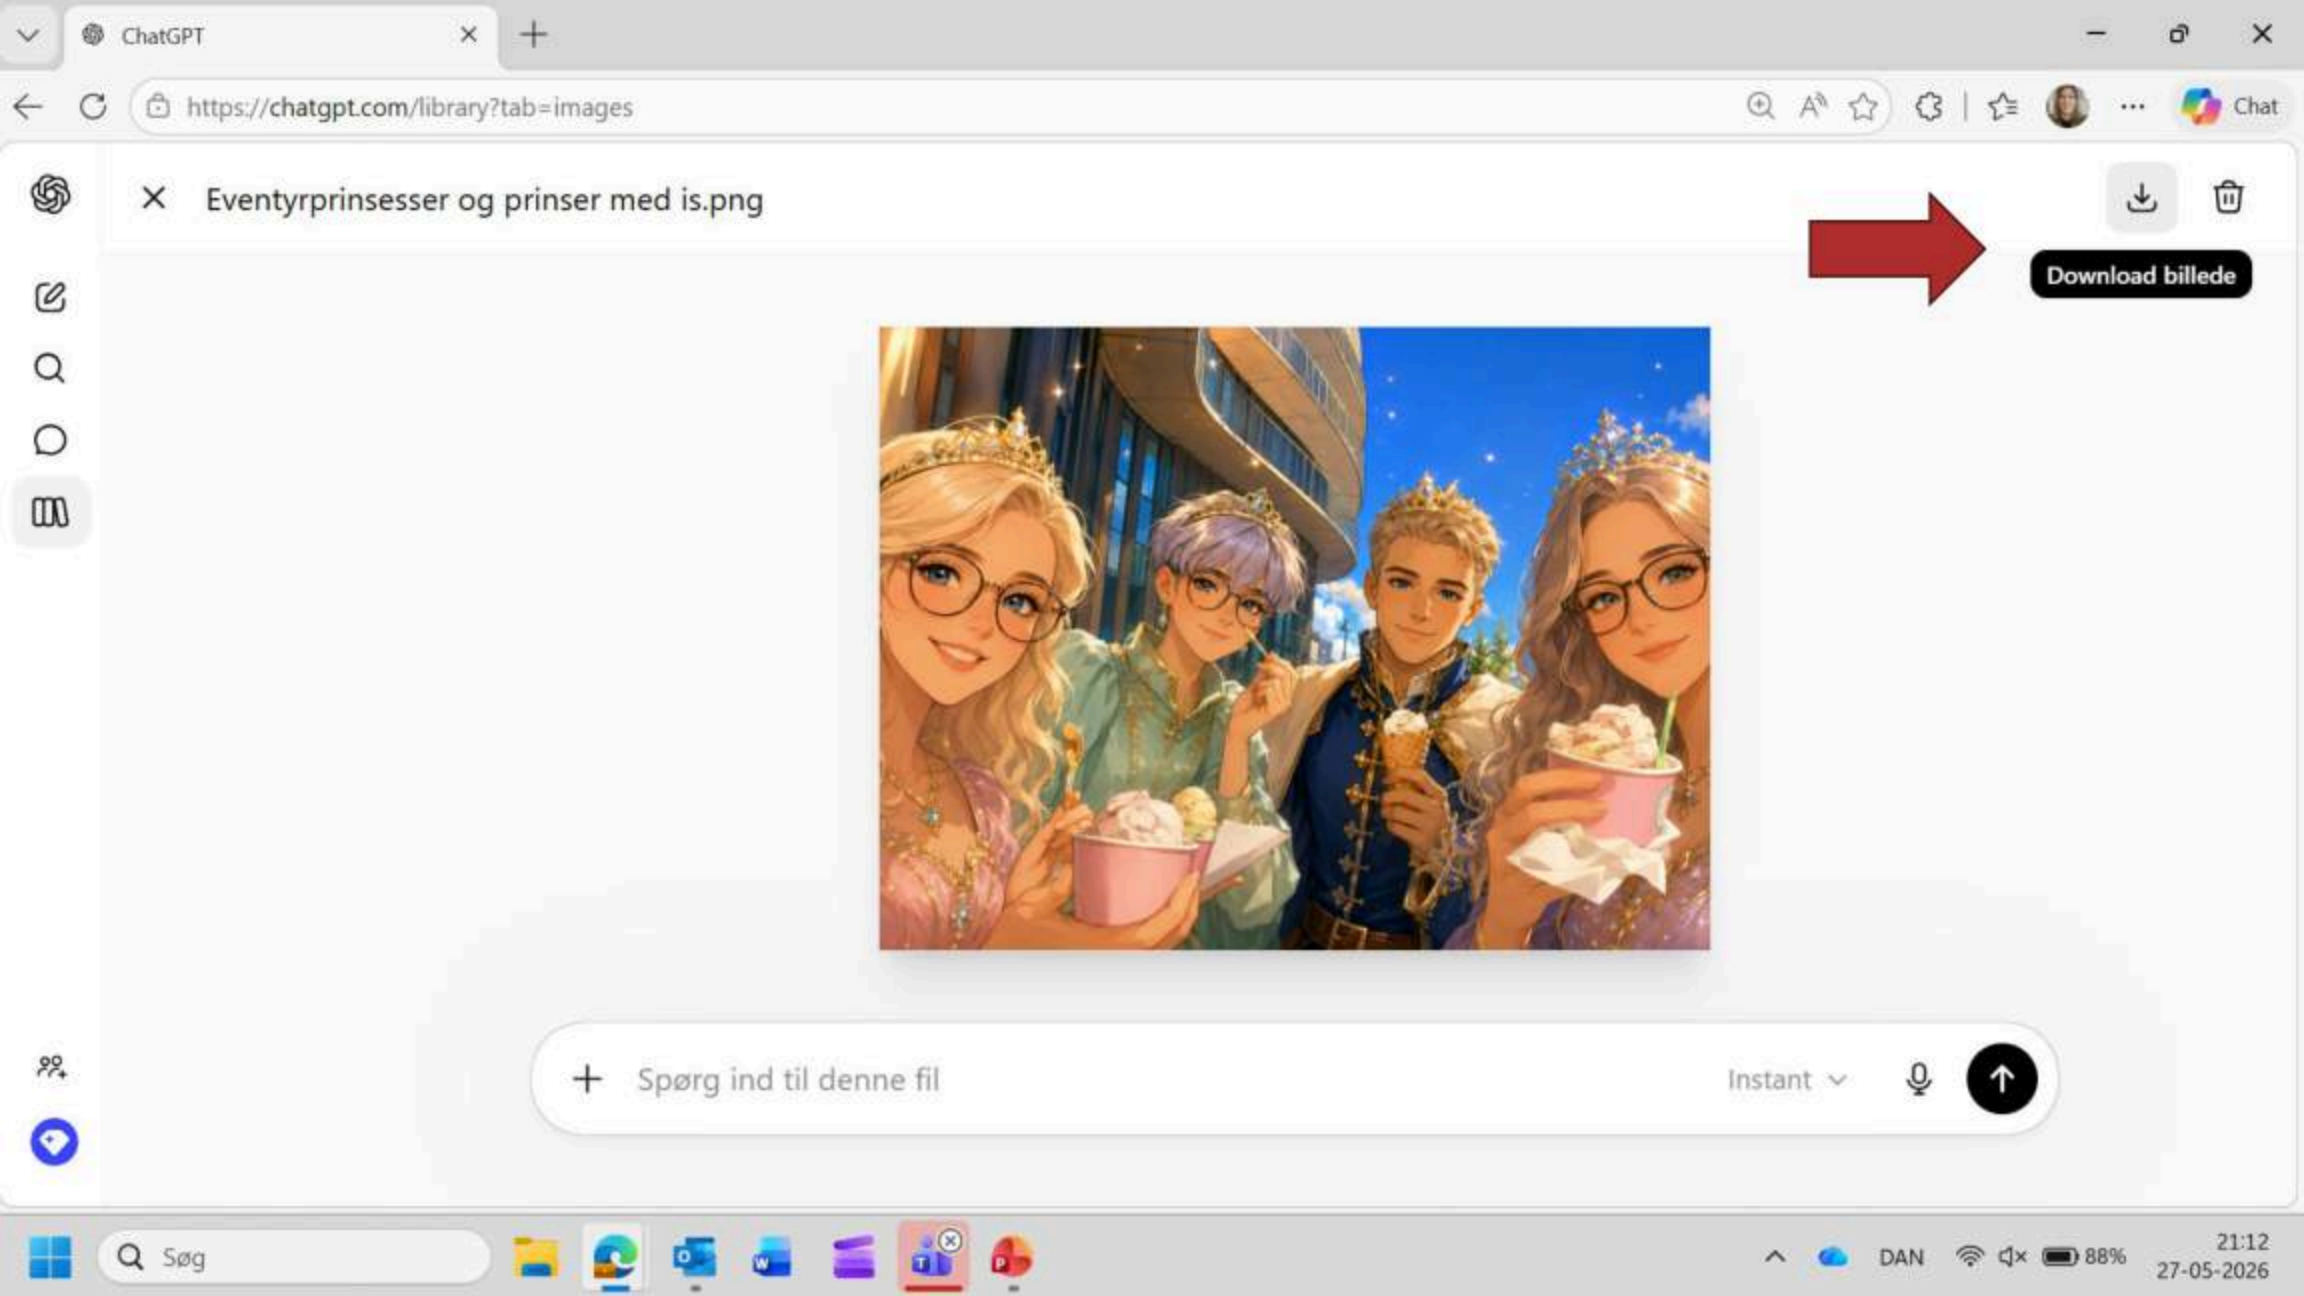 ChatGPT
https://chatgpt.com/library?tab=images
Chat
Eventyrprinsesser og prinser med is.png
Download billede
Spørg ind til denne fil
Instant
Søg
DAN
88%
21:12
27-05-2026